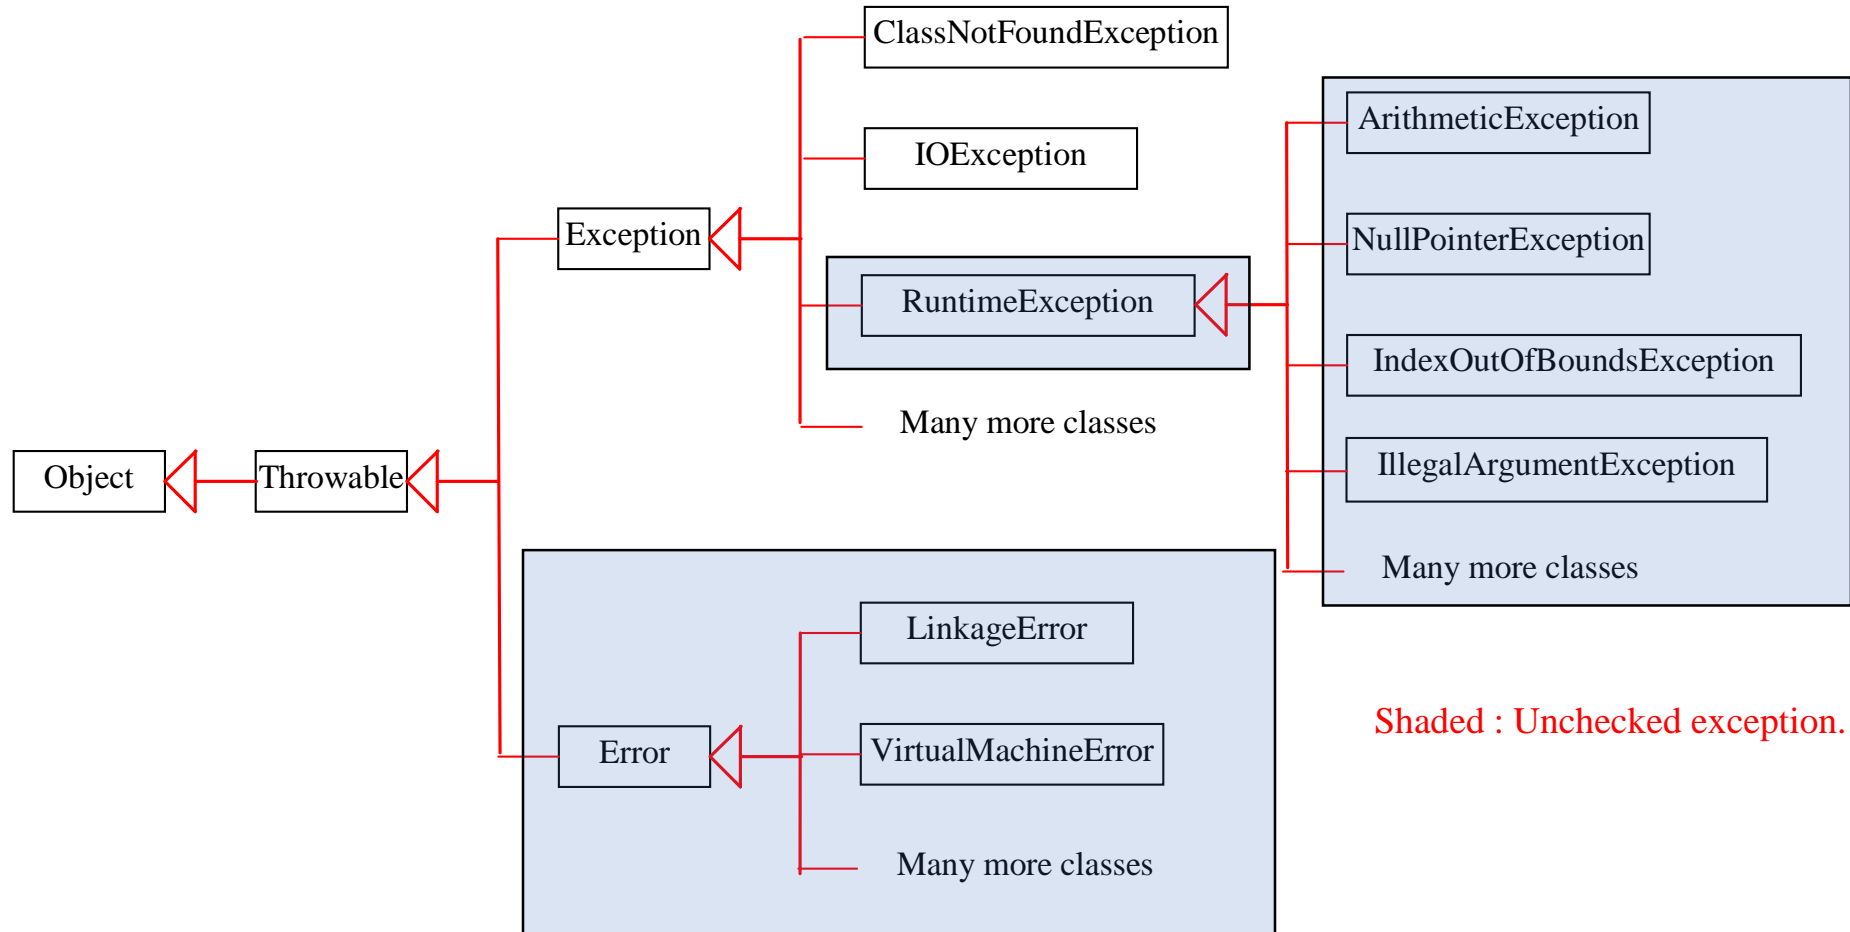 ClassNotFoundException
ArithmeticException
IOException
NullPointerException
Exception
RuntimeException
IndexOutOfBoundsException
Many more classes
IllegalArgumentException
Object
Throwable
Many more classes
LinkageError
Shaded : Unchecked exception.
Error
VirtualMachineError
Many more classes